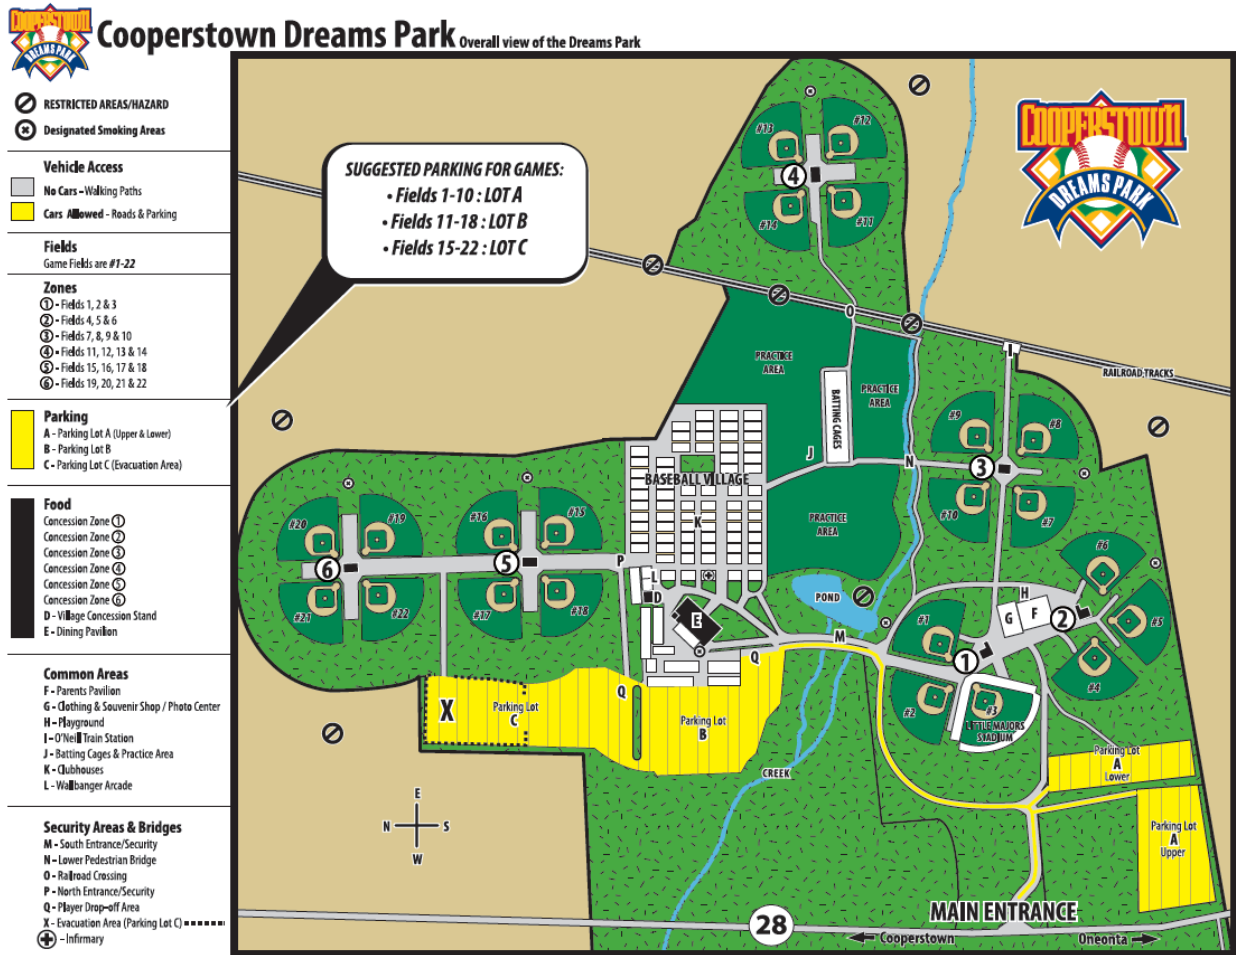 COOPERSTOWN
DREAMS PARK
Cooperstown Dreams Park Overall view of the Dreams Park
RESTRICTED AREAS/HAZARD
Designated Smoking Areas
Vehicle Access
No Cars - Walking Paths
Cars Allowed - Roads & Parking
Fields
Game Fields are #1-22
Zones
1 - Fields 1, 2 & 3
2 - Fields 4, 5 & 6
3 - Fields 7, 8, 9 & 10
4 - Fields 11, 12, 13 & 14
5 - Fields 15, 16, 17 & 18
6 - Fields 19, 20, 21 & 22
Parking
A - Parking Lot A (Upper & Lower)
B - Parking Lot B
C - Parking Lot C (Evacuation Area)
Food
Concession Zone 1
Concession Zone 2
Concession Zone 3
Concession Zone 4
Concession Zone 5
Concession Zone 6
D - Village Concession Stand
E - Dining Pavilion
Common Areas
F - Parents Pavilion
G - Clothing & Souvenir Shop / Photo Center
H - Playground
I - O'Neill Train Station
J - Batting Cages & Practice Area
K - Clubhouses
L - Wallbanger Arcade
Security Areas & Bridges
M - South Entrance/Security
N - Lower Pedestrian Bridge
O - Railroad Crossing
P - North Entrance/Security
Q - Player Drop-off Area
X - Evacuation Area (Parking Lot C)
- Infirmary
SUGGESTED PARKING FOR GAMES:
• Fields 1-10 : LOT A
• Fields 11-18 : LOT B
• Fields 15-22 : LOT C
COOPERSTOWN
DREAMS PARK
#13
#12
4
#14
#11
O
RAILROAD TRACKS
I
PRACTICE
AREA
PRACTICE
AREA
BATTING CAGES
J
N
#9
#8
3
#10
#7
BASEBALL VILLAGE
K
PRACTICE
AREA
#20
#19
#16
#15
6
5
P
#21
#22
#17
#18
L
D
E
POND
M
Q
Q
#6
H
G
F
2
#5
#1
1
#4
#2
#3
LITTLE MAJORS
STADIUM
X
Parking Lot
C
Parking Lot
B
CREEK
Parking Lot
A
Lower
Parking Lot
A
Upper
E
N
S
W
MAIN ENTRANCE
28
Cooperstown
Oneonta